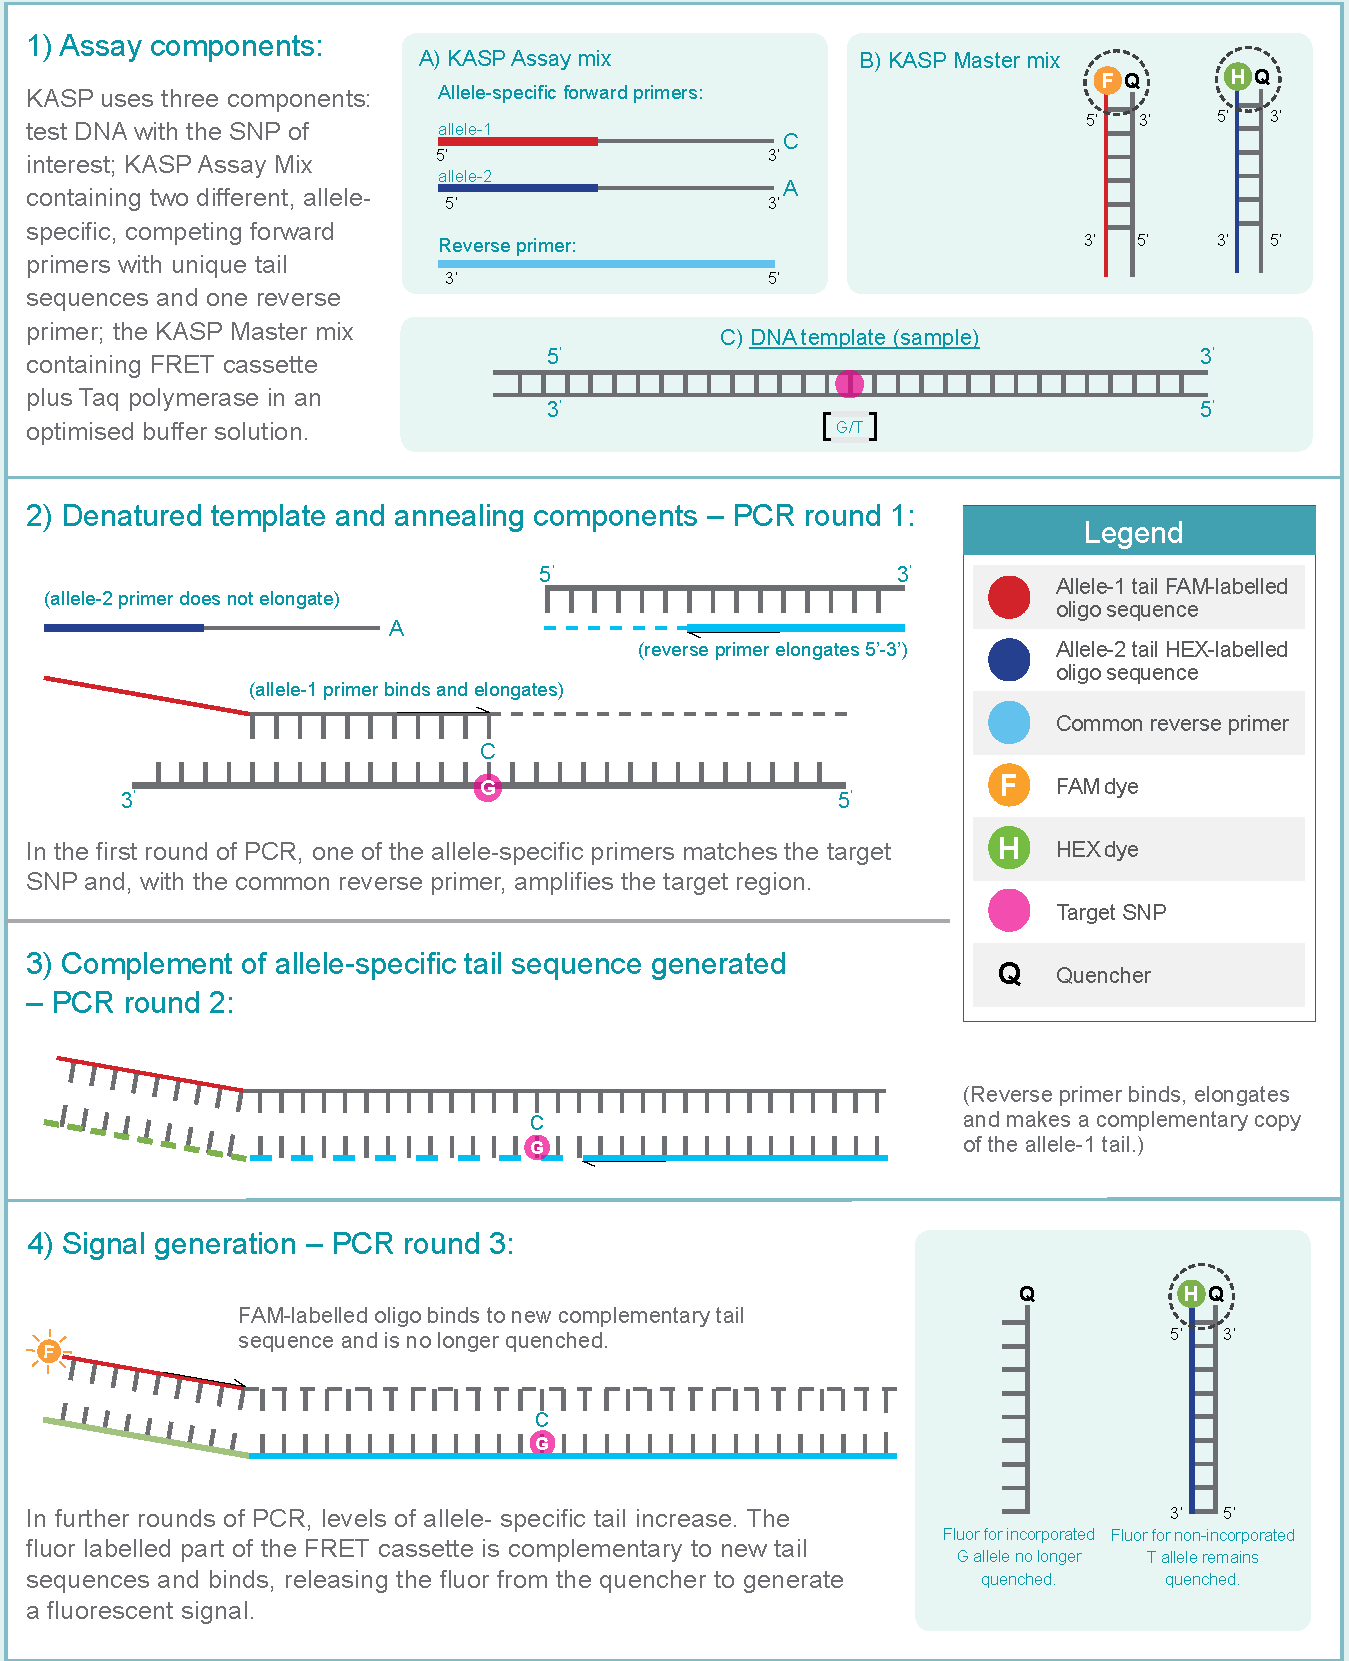 1) Assay components:
KASP uses three components:
test DNA with the SNP of
interest; KASP Assay Mix
containing two different, allele-
specific, competing forward
primers with unique tail
sequences and one reverse
primer; the KASP Master mix
containing FRET cassette
plus Taq polymerase in an
optimised buffer solution.
A) KASP Assay mix
Allele-specific forward primers:
allele-1
C
5’ 3’
allele-2
A
5’ 3’
Reverse primer:
3’ 5’
B) KASP Master mix
F Q
5’ 3’
3’ 5’
H Q
5’ 3’
3’ 5’
C) DNA template (sample)
5’ 3’
3’ 5’
[G/T]
2) Denatured template and annealing components – PCR round 1:
(allele-2 primer does not elongate)
A
5’ 3’
(reverse primer elongates 5’-3’)
(allele-1 primer binds and elongates)
C
G
3’ 5’
In the first round of PCR, one of the allele-specific primers matches the target
SNP and, with the common reverse primer, amplifies the target region.
Legend
Allele-1 tail FAM-labelled
oligo sequence
Allele-2 tail HEX-labelled
oligo sequence
Common reverse primer
F FAM dye
H HEX dye
Target SNP
Q Quencher
3) Complement of allele-specific tail sequence generated
– PCR round 2:
C
G
(Reverse primer binds, elongates
and makes a complementary copy
of the allele-1 tail.)
4) Signal generation – PCR round 3:
FAM-labelled oligo binds to new complementary tail
sequence and is no longer quenched.
F
C
G
In further rounds of PCR, levels of allele- specific tail increase. The
fluor labelled part of the FRET cassette is complementary to new tail
sequences and binds, releasing the fluor from the quencher to generate
a fluorescent signal.
Q
Fluor for incorporated
G allele no longer
quenched.
H Q
5’ 3’
3’ 5’
Fluor for non-incorporated
T allele remains
quenched.